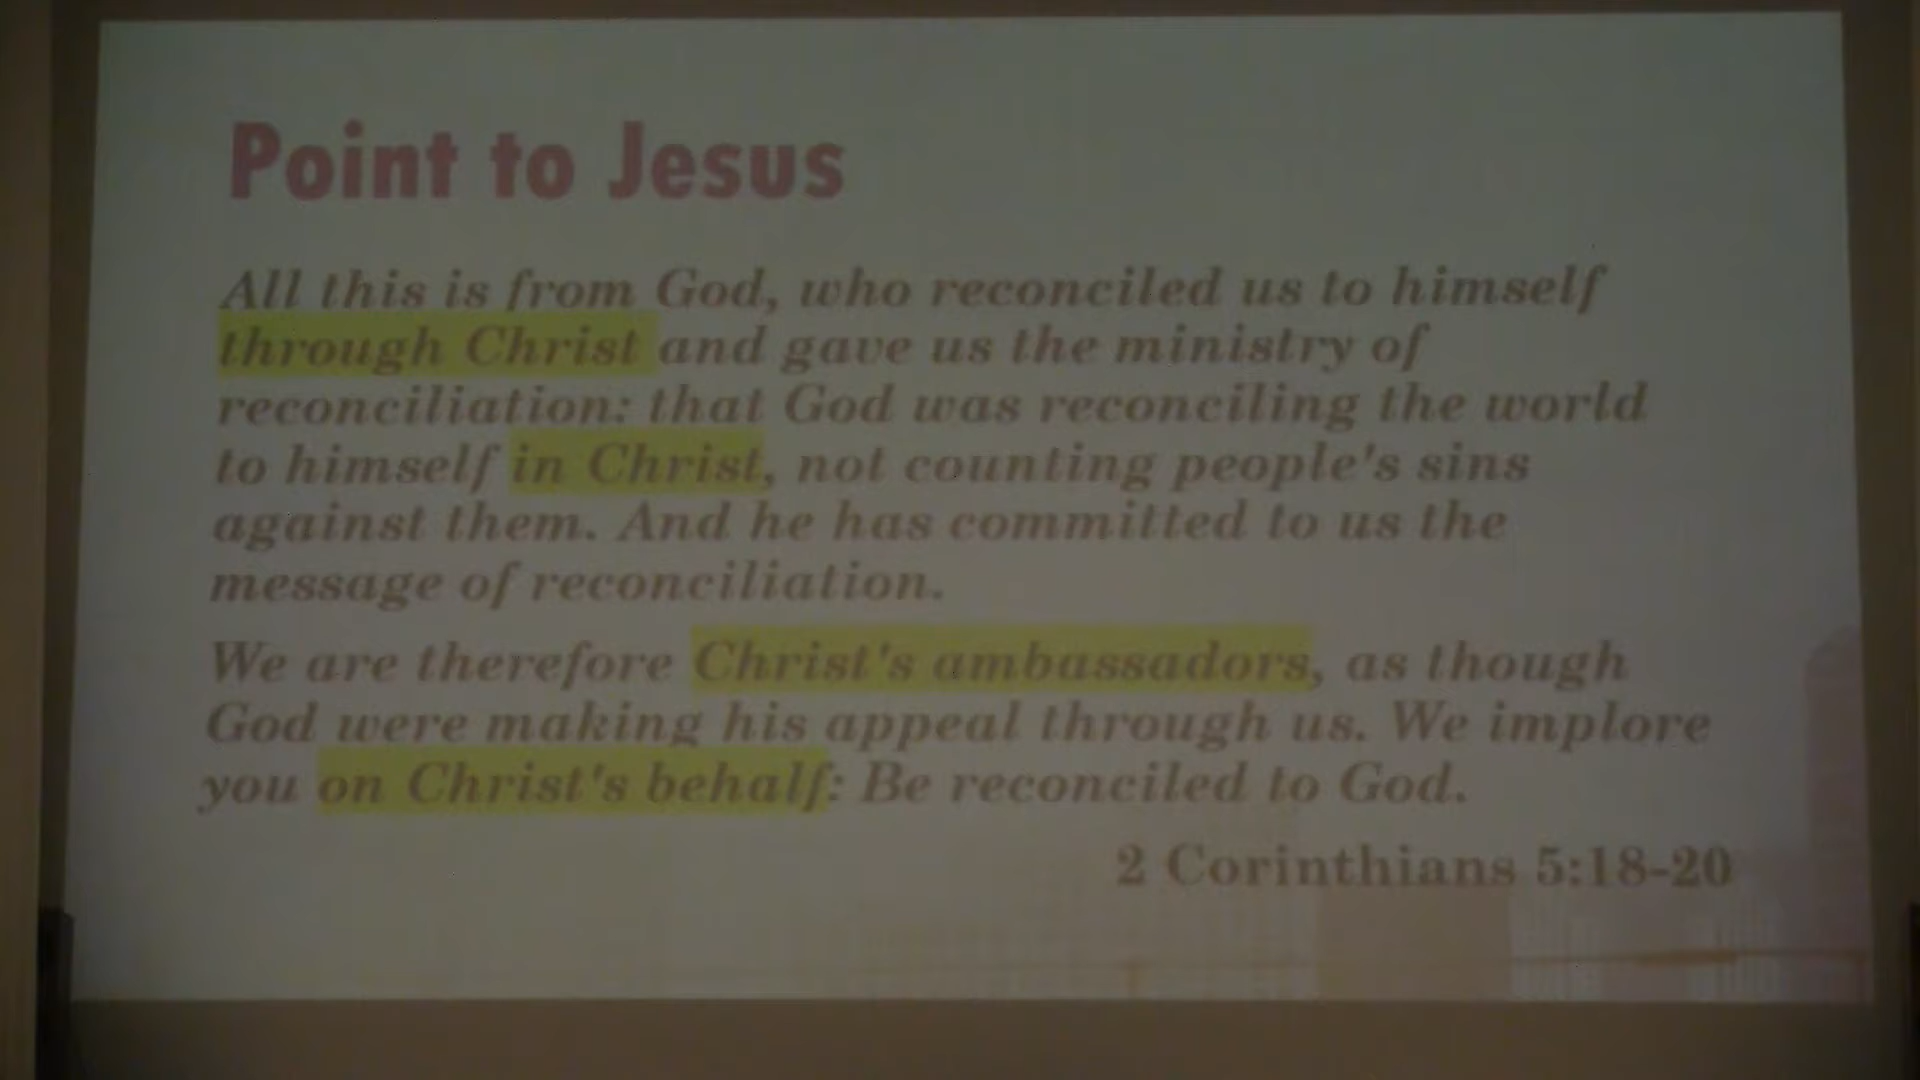 Point to Jesus
All this is from God, who reconciled us to himself
through Christ and gave us the ministry of
reconciliation: that God was reconciling the world
to himself in Christ, not counting people's sins
against them. And he has committed to us the
message of reconciliation.
We are therefore Christ's ambassadors, as though
God were making his appeal through us. We implore
you on Christ's behalf: Be reconciled to God.
2 Corinthians 5:18-20